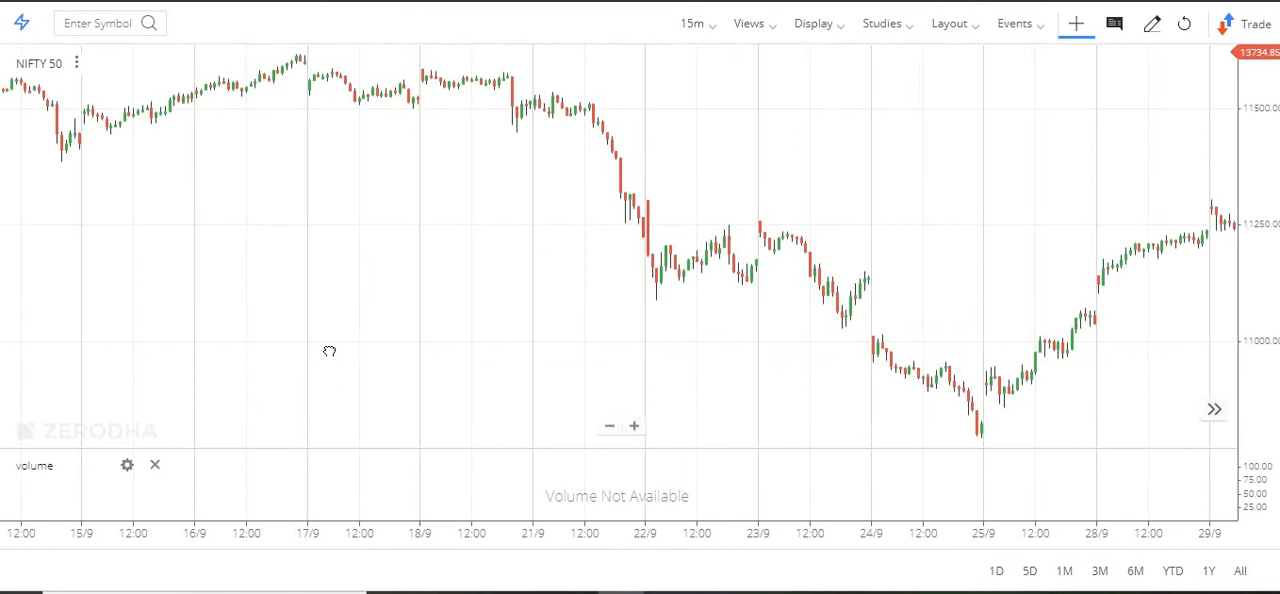 Enter Symbol 15m Views Display Studies Layout Events Trade
NIFTY 50
13734.85
11500.00
11250.00
11000.00
ZERODHA
volume
100.00
75.00
50.00
25.00
Volume Not Available
12:00 15/9 12:00 16/9 12:00 17/9 12:00 18/9 12:00 21/9 12:00 22/9 12:00 23/9 12:00 24/9 12:00 25/9 12:00 28/9 12:00 29/9
1D 5D 1M 3M 6M YTD 1Y All